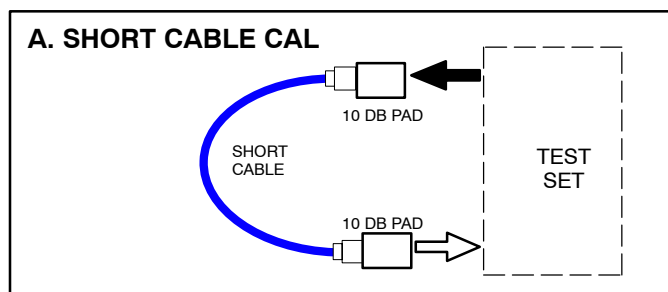 A. SHORT CABLE CAL
10 DB PAD
SHORT
CABLE
TEST
SET
10 DB PAD